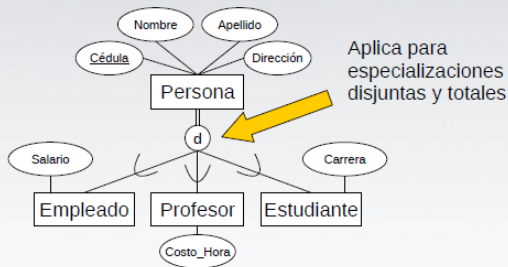 Nombre
Apellido
Cédula
Dirección
Persona
Aplica para
especializaciones
disjuntas y totales
d
Salario
Carrera
Empleado
Profesor
Estudiante
Costo_Hora